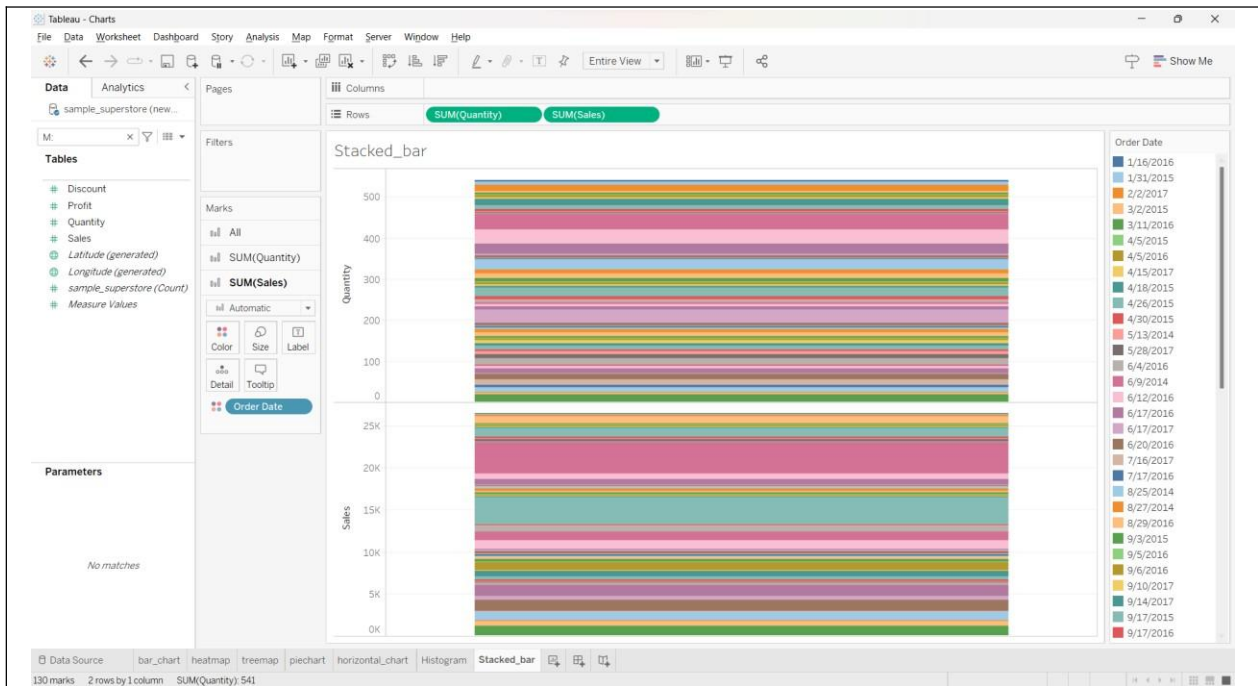 Tableau - Charts
File Data Worksheet Dashboard Story Analysis Map Format Server Window Help
Entire View
Show Me
Data Analytics
sample_superstore (new...
M:
Tables
# Discount
# Profit
# Quantity
# Sales
Latitude (generated)
Longitude (generated)
# sample_superstore (Count)
# Measure Values
Parameters
No matches
Pages
Filters
Marks
All
SUM(Quantity)
SUM(Sales)
Automatic
Color Size Label
Detail Tooltip
Order Date
Columns
Rows SUM(Quantity) SUM(Sales)
Stacked_bar
Quantity
500
400
300
200
100
0
Sales
25K
20K
15K
10K
5K
0K
Order Date
1/16/2016
1/31/2015
2/2/2017
3/2/2015
3/11/2016
4/5/2015
4/5/2016
4/15/2017
4/18/2015
4/26/2015
4/30/2015
5/13/2014
5/28/2017
6/4/2016
6/9/2014
6/12/2016
6/17/2016
6/17/2017
6/20/2016
7/16/2017
7/17/2016
8/25/2014
8/27/2014
8/29/2016
9/3/2015
9/5/2016
9/6/2016
9/10/2017
9/14/2017
9/17/2015
9/17/2016
Data Source bar_chart heatmap treemap piechart horizontal_chart Histogram Stacked_bar
130 marks 2 rows by 1 column SUM(Quantity): 541